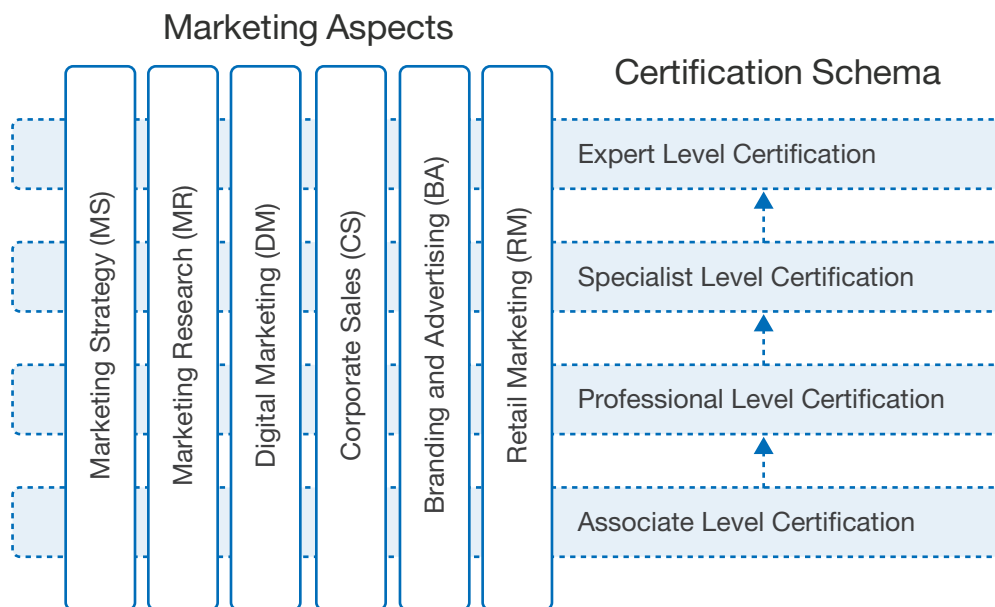 Marketing Aspects
Certification Schema
Marketing Strategy (MS)
Marketing Research (MR)
Digital Marketing (DM)
Corporate Sales (CS)
Branding and Advertising (BA)
Retail Marketing (RM)
Expert Level Certification
Specialist Level Certification
Professional Level Certification
Associate Level Certification